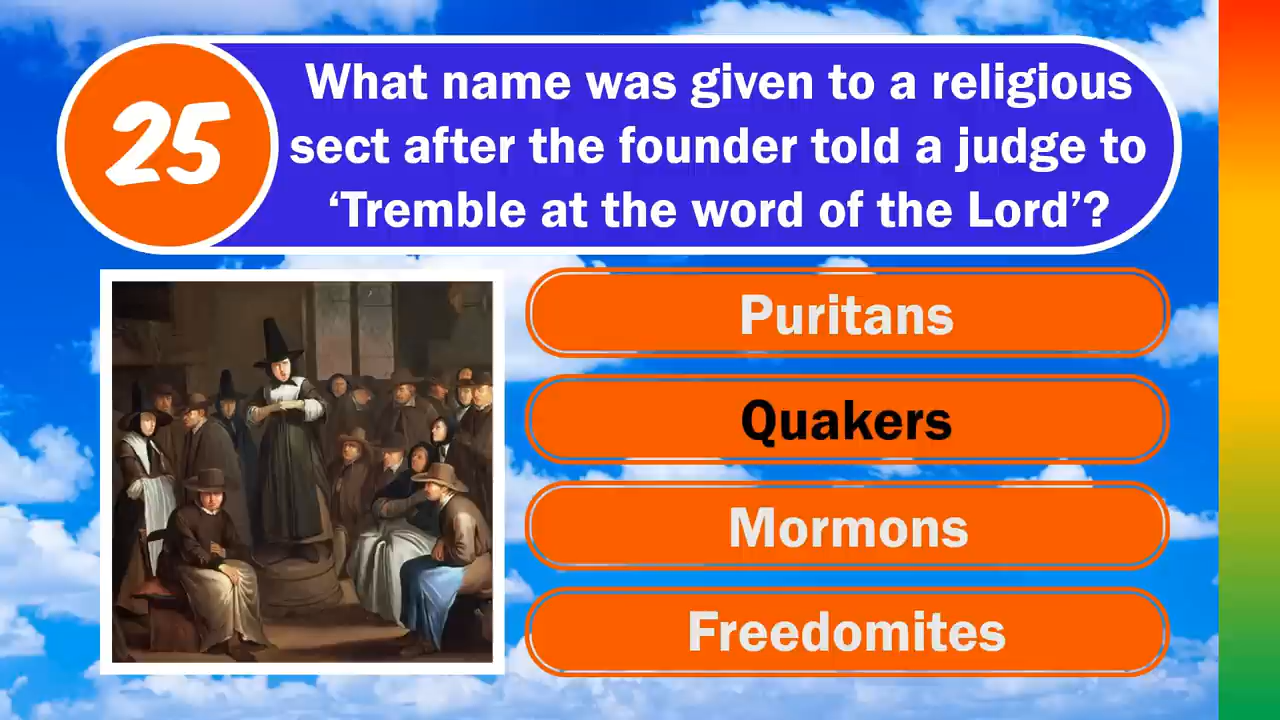 25
What name was given to a religious
sect after the founder told a judge to
‘Tremble at the word of the Lord’?
Puritans
Quakers
Mormons
Freedomites